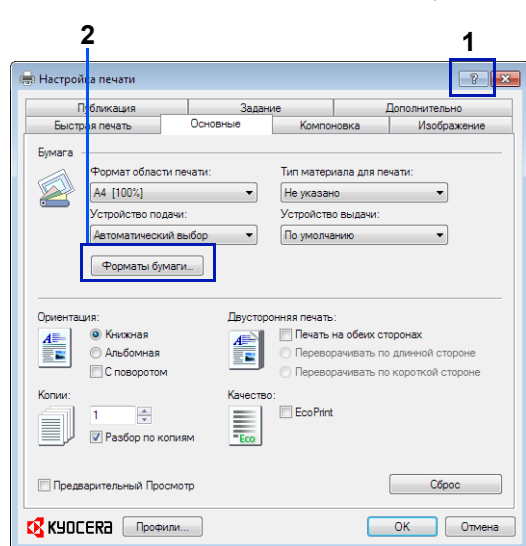 2
1
Настройка печати
?
Публикация Задание Дополнительно
Быстрая печать Основные Компоновка Изображение
Бумага
Формат области печати: Тип материала для печати:
A4 [100%] Не указано
Устройство подачи: Устройство выдачи:
Автоматический выбор По умолчанию
Форматы бумаги...
Ориентация: Двусторонняя печать:
A Книжная A Печать на обеих сторонах
Альбомная Переворачивать по длинной стороне
С поворотом Переворачивать по короткой стороне
Копии: Качество:
1 EcoPrint
Разбор по копиям Eco
Предварительный Просмотр Сброс
KYOCERA Профили... OK Отмена